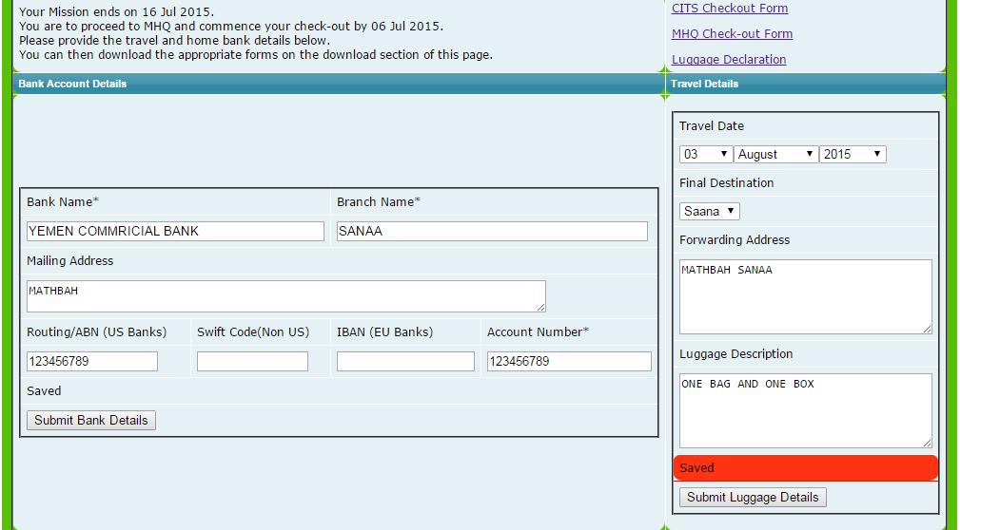 Your Mission ends on 16 Jul 2015.
You are to proceed to MHQ and commence your check-out by 06 Jul 2015.
Please provide the travel and home bank details below.
You can then download the appropriate forms on the download section of this page.
CITS Checkout Form
MHQ Check-out Form
Luggage Declaration
Bank Account Details
Bank Name* Branch Name*
YEMEN COMMRICIAL BANK SANAA
Mailing Address
MATHBAH
Routing/ABN (US Banks) Swift Code(Non US) IBAN (EU Banks) Account Number*
123456789 123456789
Saved
Submit Bank Details
Travel Details
Travel Date
03 August 2015
Final Destination
Saana
Forwarding Address
MATHBAH SANAA
Luggage Description
ONE BAG AND ONE BOX
Saved
Submit Luggage Details